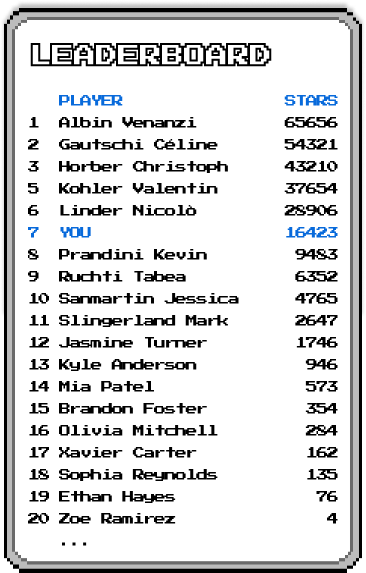 LEADERBOARD
PLAYER STARS
1 Albin Venanzi 65656
2 Gautschi Céline 54321
3 Horber Christoph 43210
5 Kohler Valentin 37654
6 Linder Nicolò 28906
7 YOU 16423
8 Prandini Kevin 9483
9 Ruchti Tabea 6352
10 Sanmartin Jessica 4765
11 Slingerland Mark 2647
12 Jasmine Turner 1746
13 Kyle Anderson 946
14 Mia Patel 573
15 Brandon Foster 354
16 Olivia Mitchell 284
17 Xavier Carter 162
18 Sophia Reynolds 135
19 Ethan Hayes 76
20 Zoe Ramirez 4
...